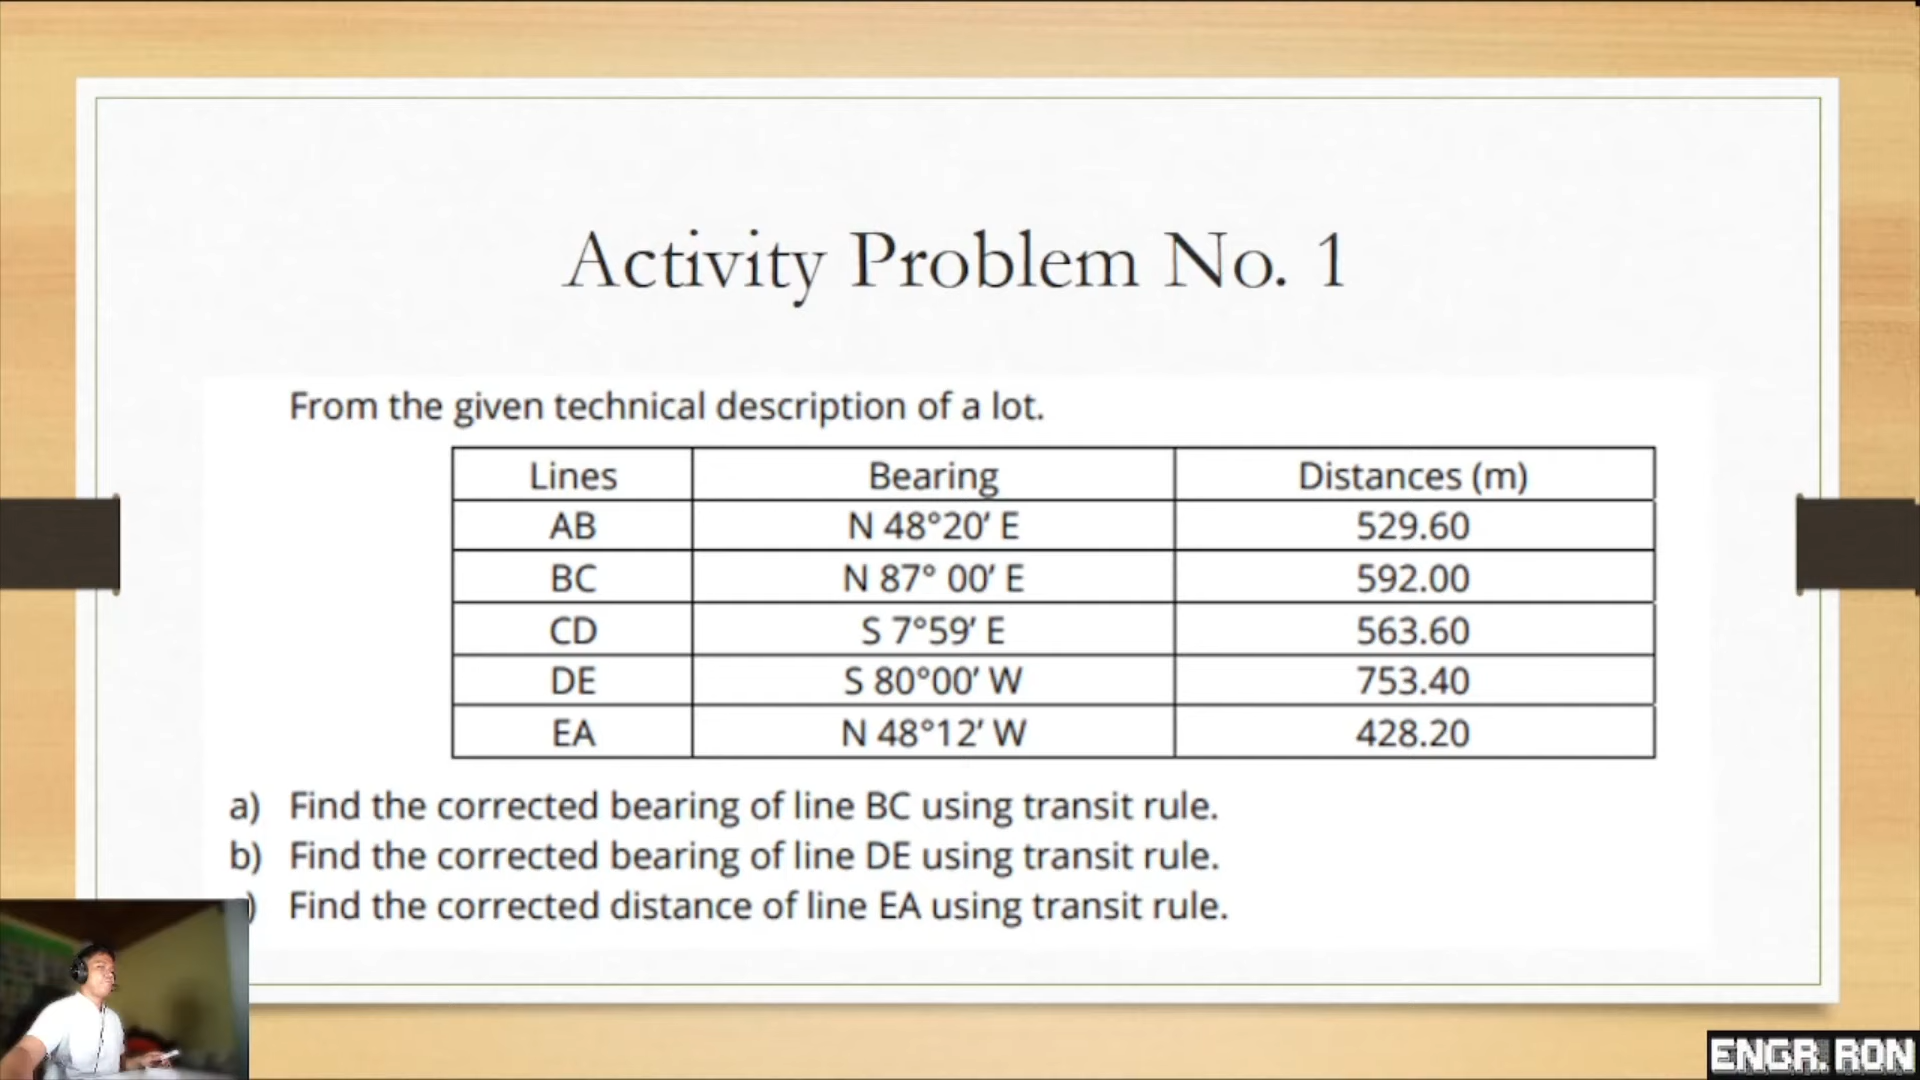 Activity Problem No. 1
From the given technical description of a lot.
Lines Bearing Distances (m)
AB N 48°20’ E 529.60
BC N 87° 00’ E 592.00
CD S 7°59’ E 563.60
DE S 80°00’ W 753.40
EA N 48°12’ W 428.20
a) Find the corrected bearing of line BC using transit rule.
b) Find the corrected bearing of line DE using transit rule.
) Find the corrected distance of line EA using transit rule.
ENGR. RON